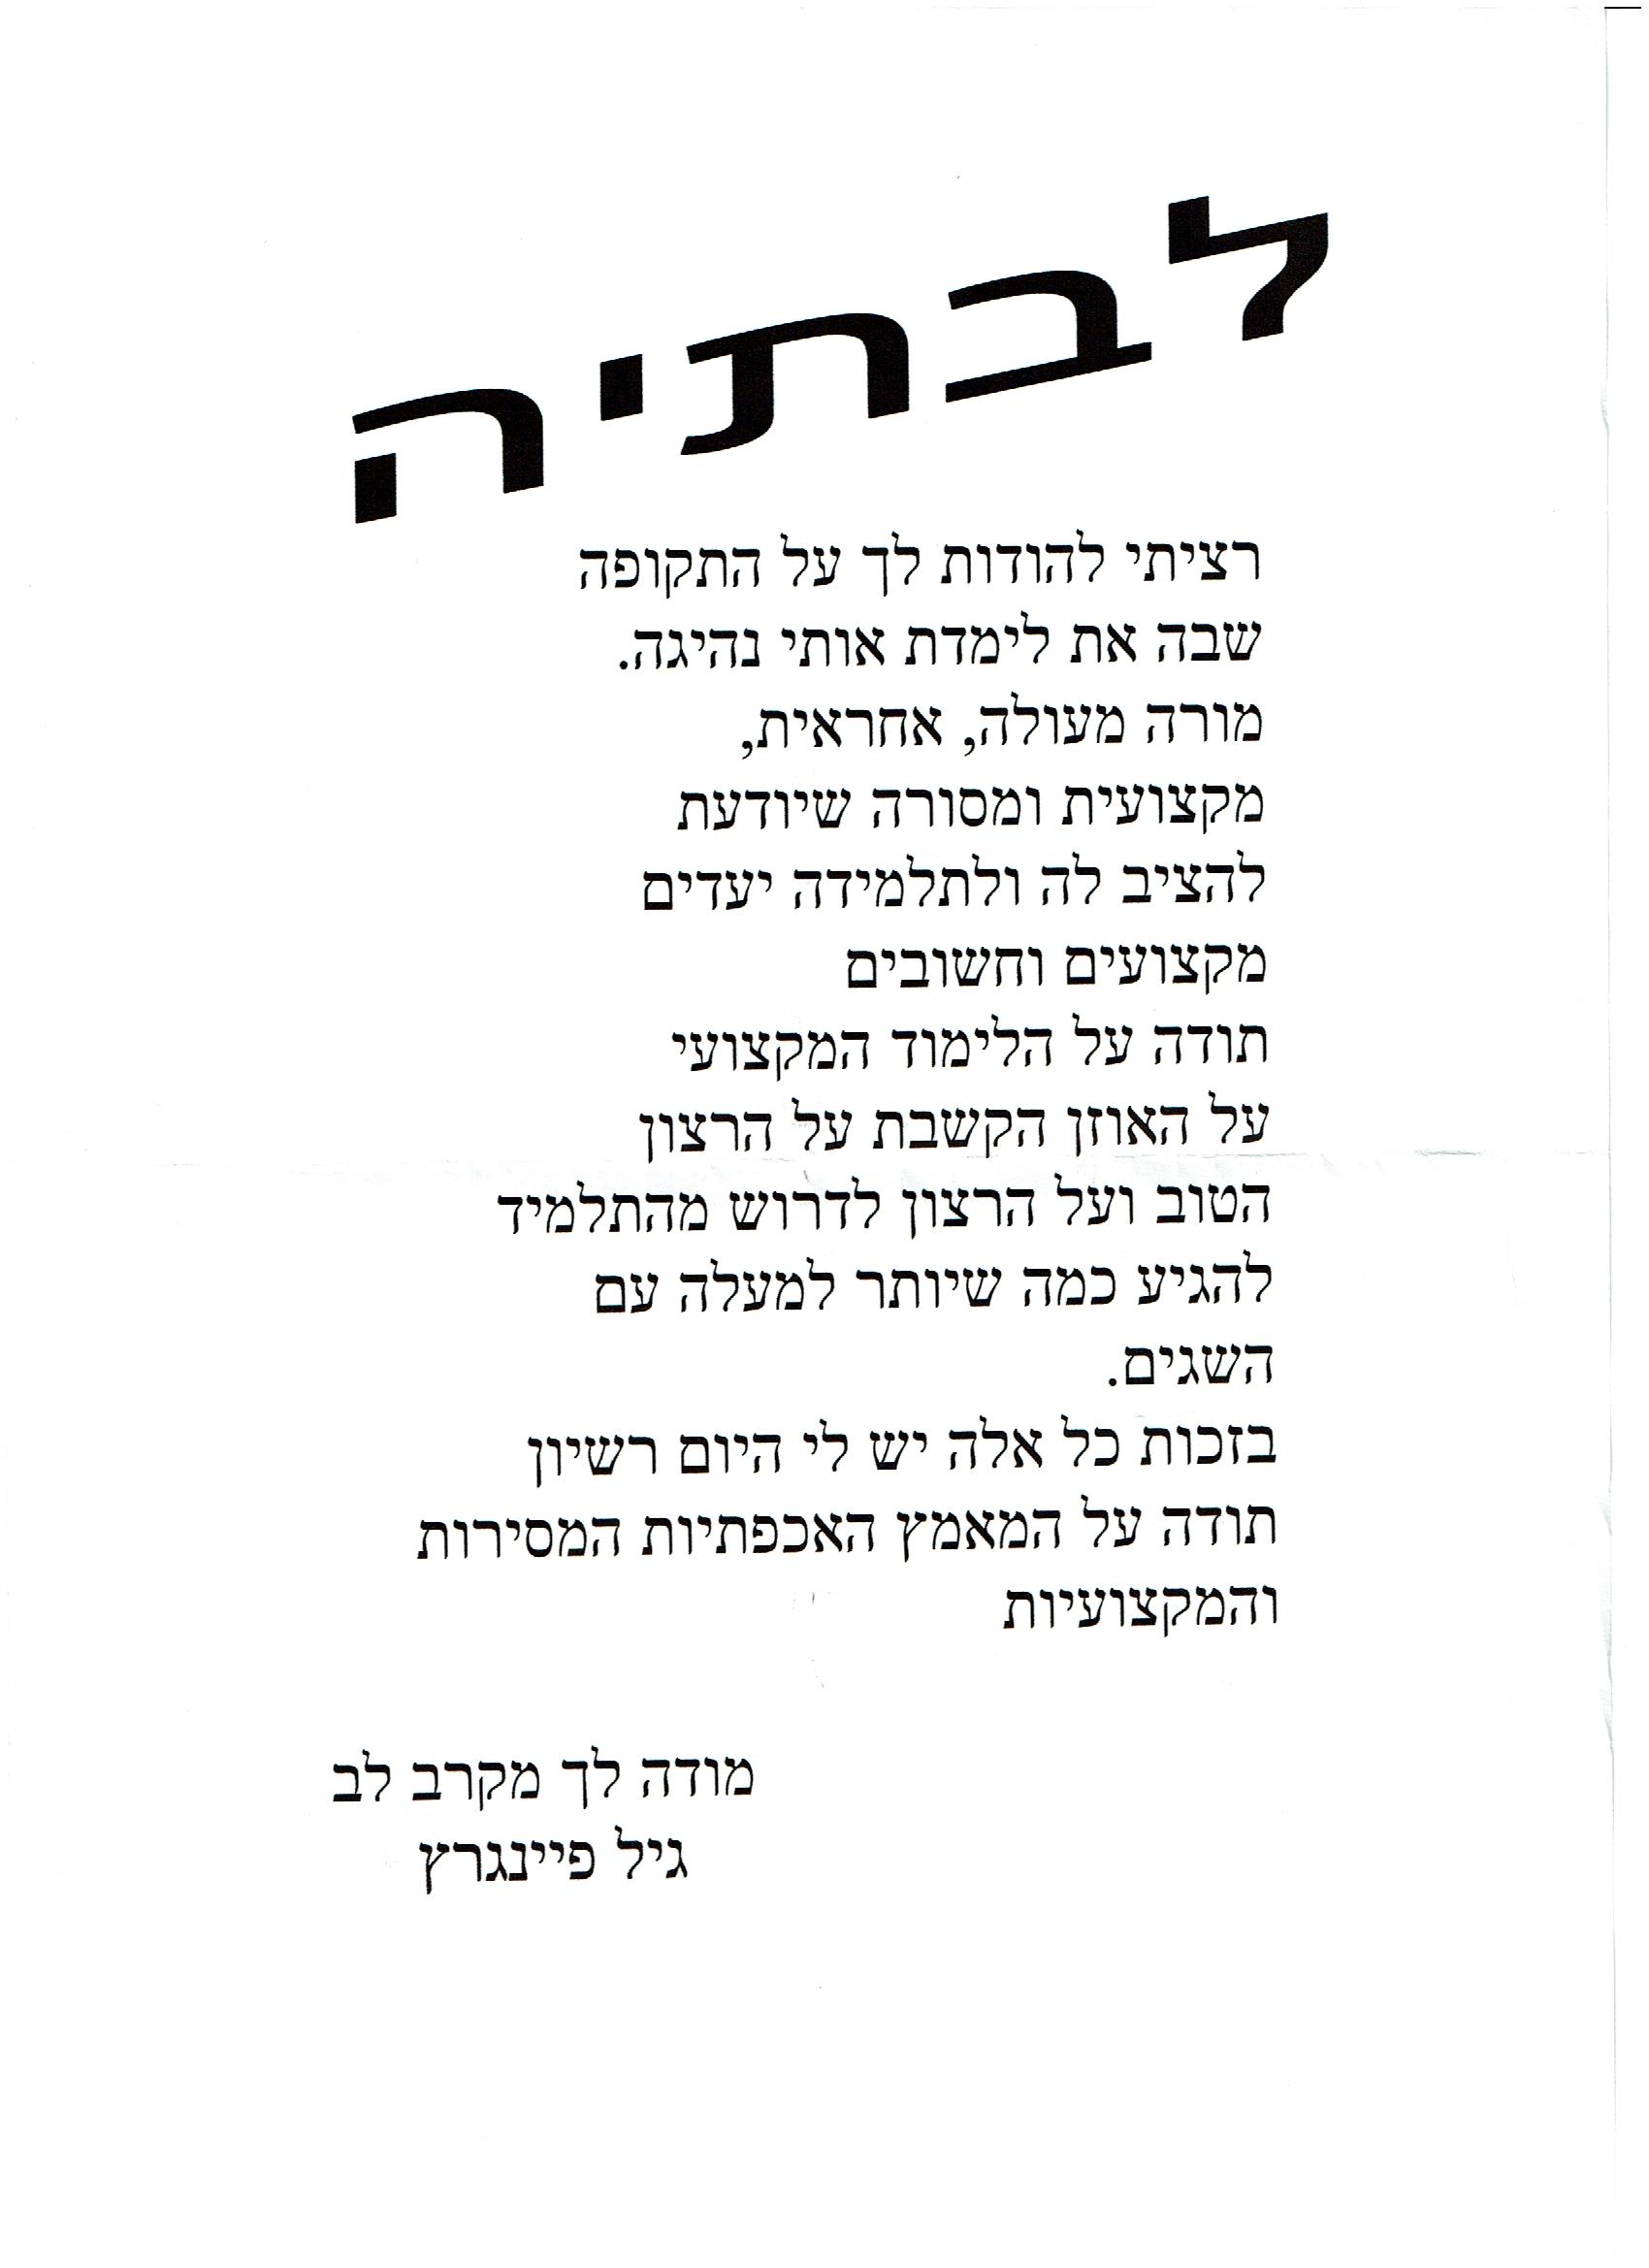 לבתיה
רציתי להודות לך על התקופה
שבה את לימדת אותי נהיגה.
מורה מעולה, אחראית,
מקצועית ומסורה שיודעת
להציב לה ולתלמידה יעדים
מקצועים וחשובים
תודה על הלימוד המקצועי
על האוזן הקשבת על הרצון
הטוב ועל הרצון לדרוש מהתלמיד
להגיע כמה שיותר למעלה עם
השגים.
בזכות כל אלה יש לי היום רשיון
תודה על המאמץ האכפתיות המסירות
והמקצועיות
מודה לך מקרב לב
גיל פיינגרץ